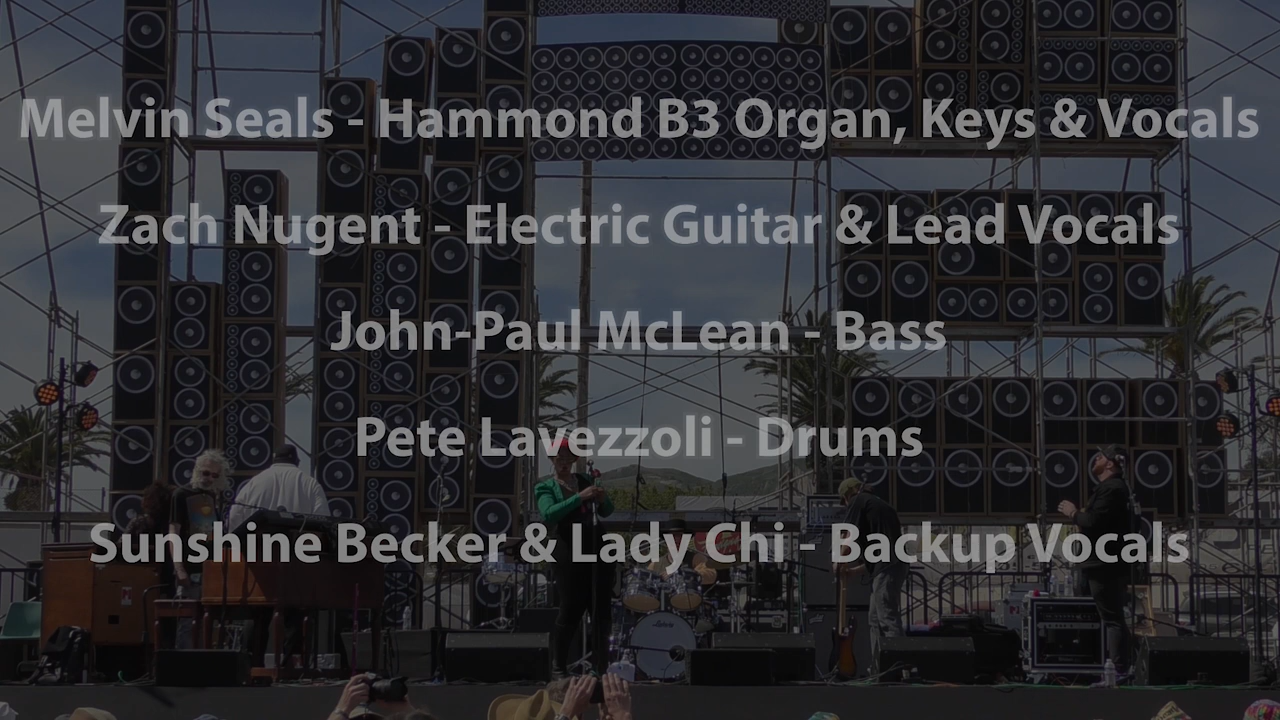 Melvin Seals - Hammond B3 Organ, Keys & Vocals
Zach Nugent - Electric Guitar & Lead Vocals
John-Paul McLean - Bass
Pete Lavezzoli - Drums
Sunshine Becker & Lady Chi - Backup Vocals